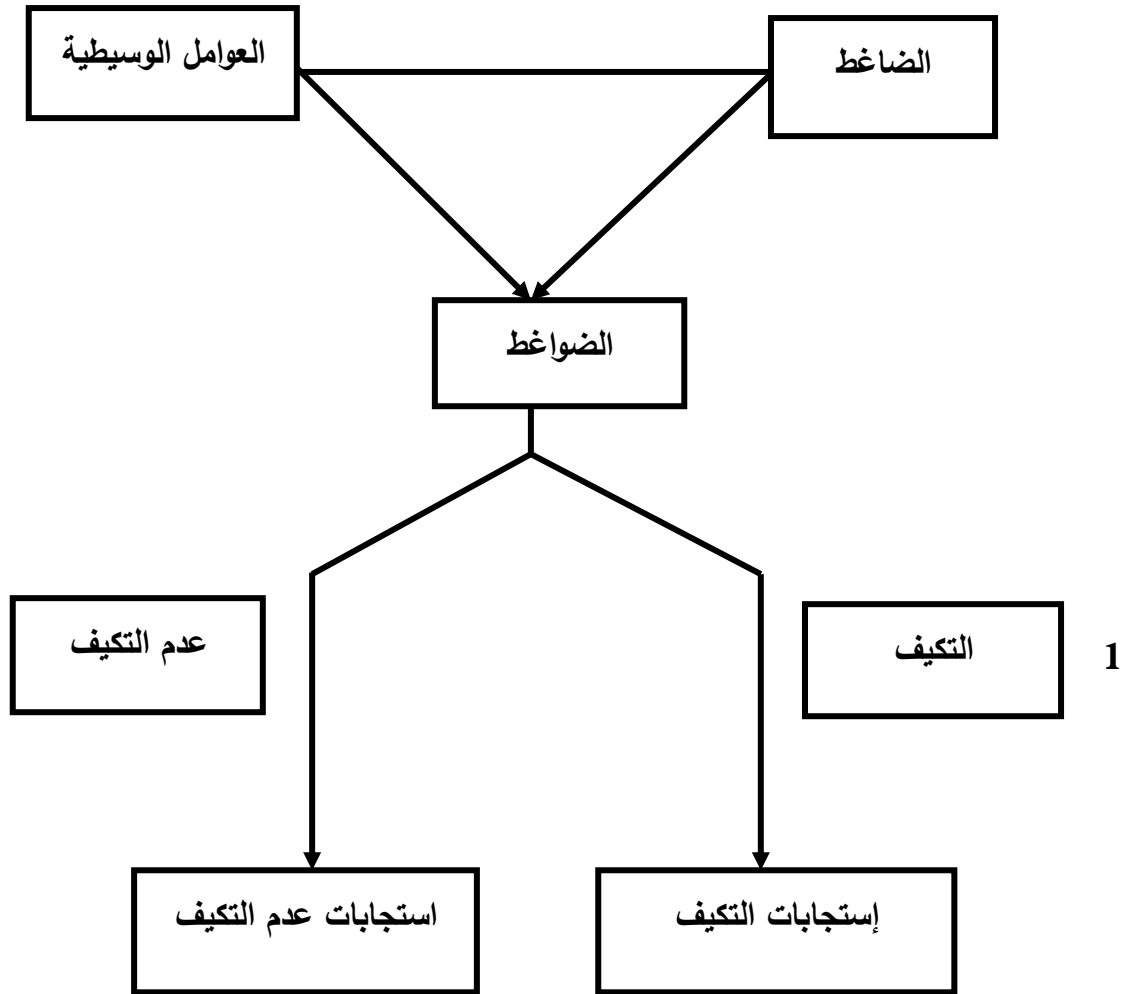 الضاغط
العوامل الوسيطية
الضواغط
1
التكيف
عدم التكيف
إستجابات التكيف
استجابات عدم التكيف